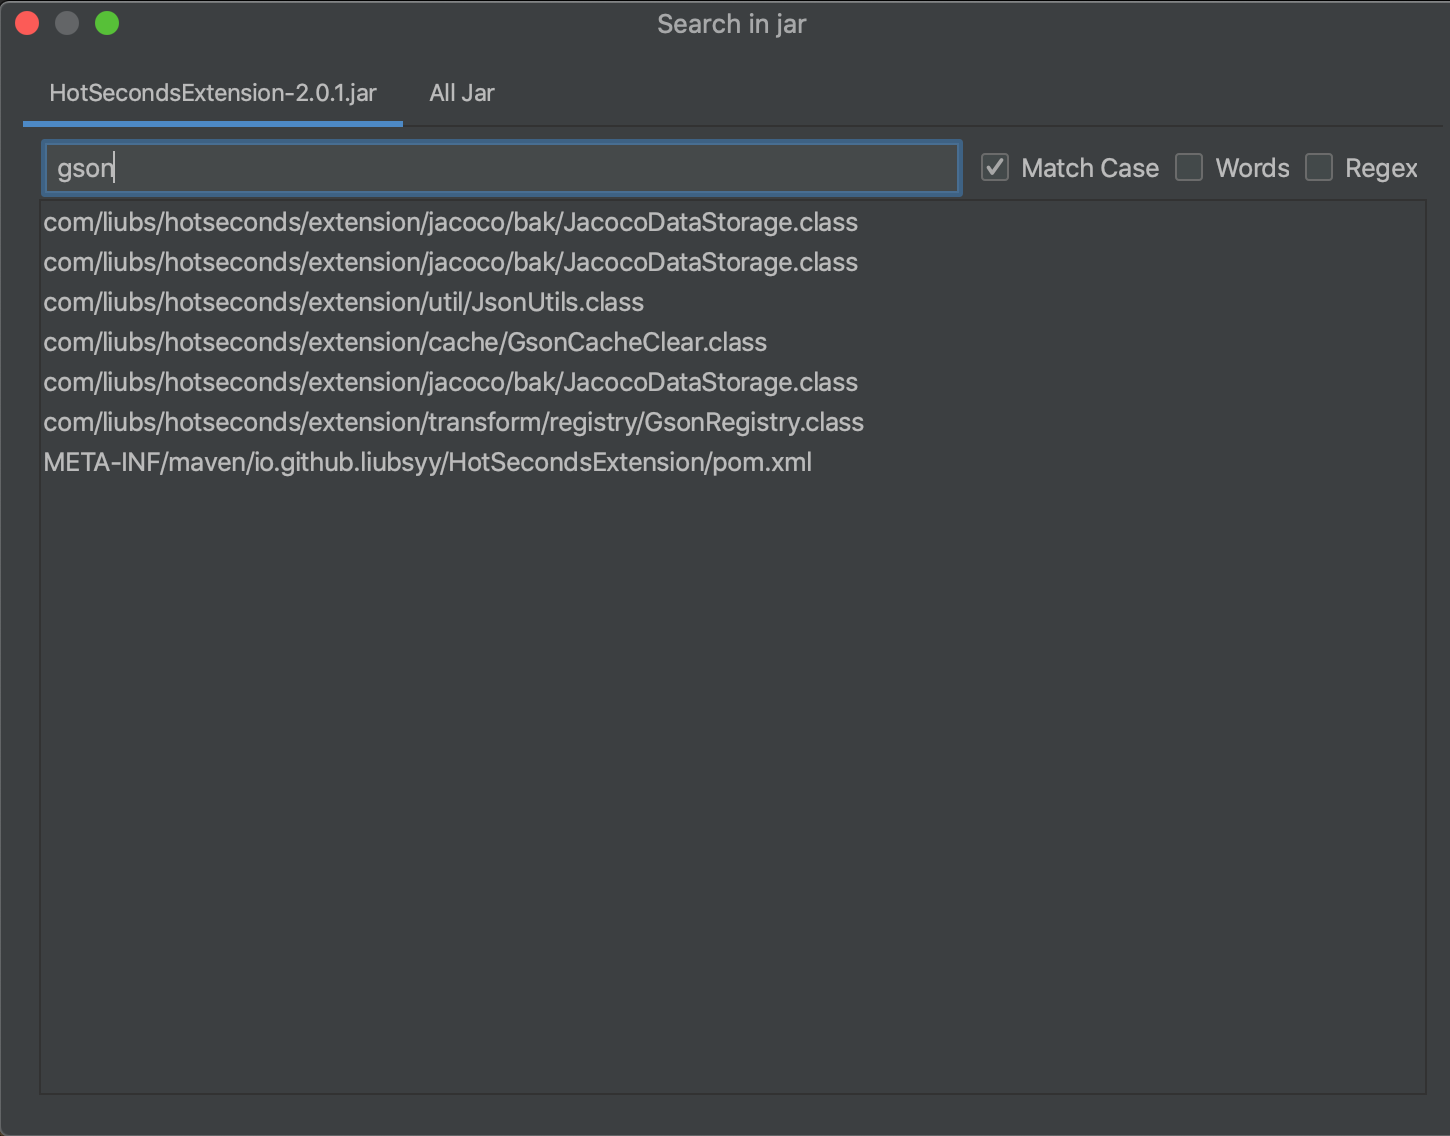 Search in jar
HotSecondsExtension-2.0.1.jar All Jar
gson Match Case Words Regex
com/liubs/hotseconds/extension/jacoco/bak/JacocoDataStorage.class
com/liubs/hotseconds/extension/jacoco/bak/JacocoDataStorage.class
com/liubs/hotseconds/extension/util/JsonUtils.class
com/liubs/hotseconds/extension/cache/GsonCacheClear.class
com/liubs/hotseconds/extension/jacoco/bak/JacocoDataStorage.class
com/liubs/hotseconds/extension/transform/registry/GsonRegistry.class
META-INF/maven/io.github.liubsyy/HotSecondsExtension/pom.xml